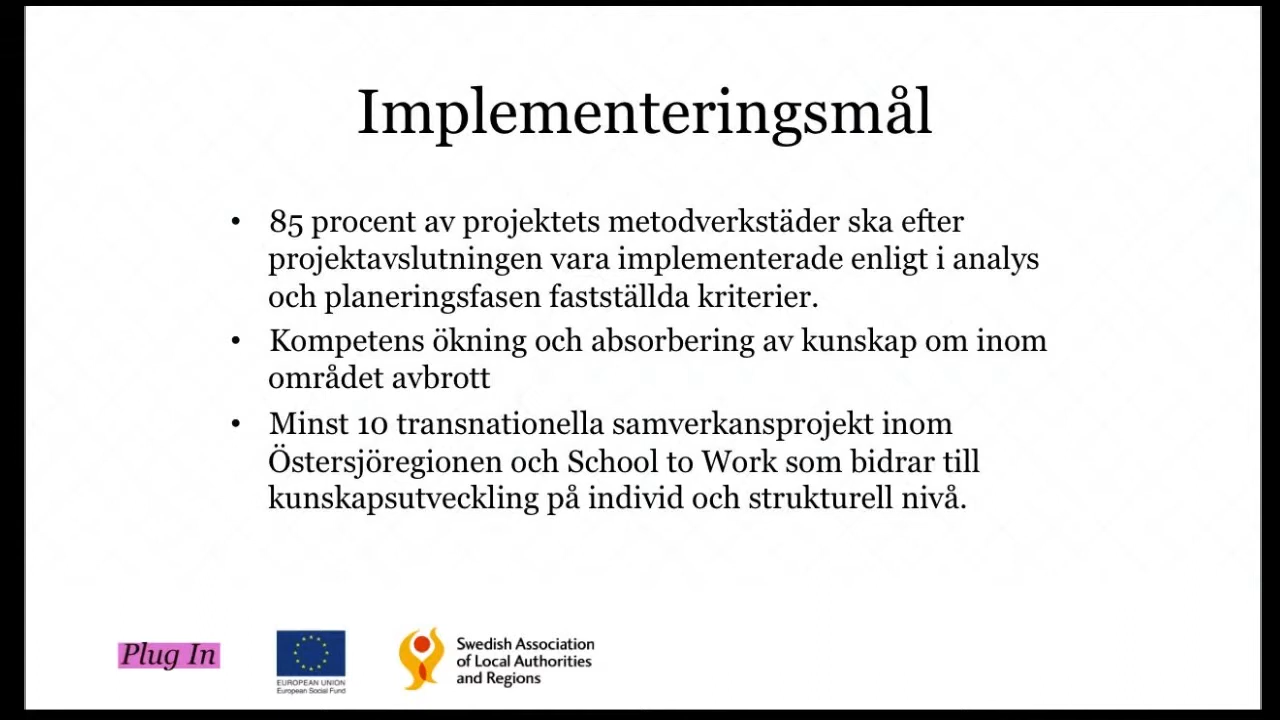 Implementeringsmål
• 85 procent av projektets metodverkstäder ska efter
projektavslutningen vara implementerade enligt i analys
och planeringsfasen fastställda kriterier.
• Kompetens ökning och absorbering av kunskap om inom
området avbrott
• Minst 10 transnationella samverkansprojekt inom
Östersjöregionen och School to Work som bidrar till
kunskapsutveckling på individ och strukturell nivå.
Plug In
EUROPEAN UNION
European Social Fund
Swedish Association
of Local Authorities
and Regions